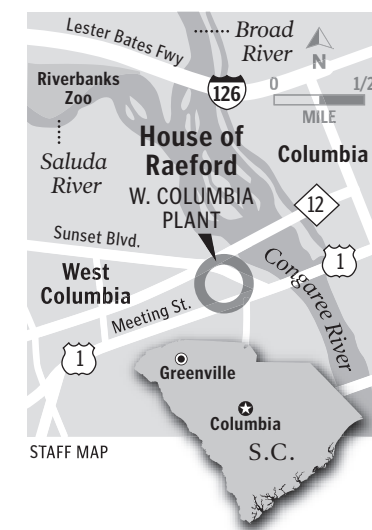 Lester Bates Fwy
Broad
River
N
126
0
1/2
MILE
Riverbanks
Zoo
House of
Raeford
W. COLUMBIA
PLANT
Columbia
Saluda
River
12
Sunset Blvd.
1
West
Columbia
Congaree River
Meeting St.
1
Greenville
Columbia
S.C.
STAFF MAP